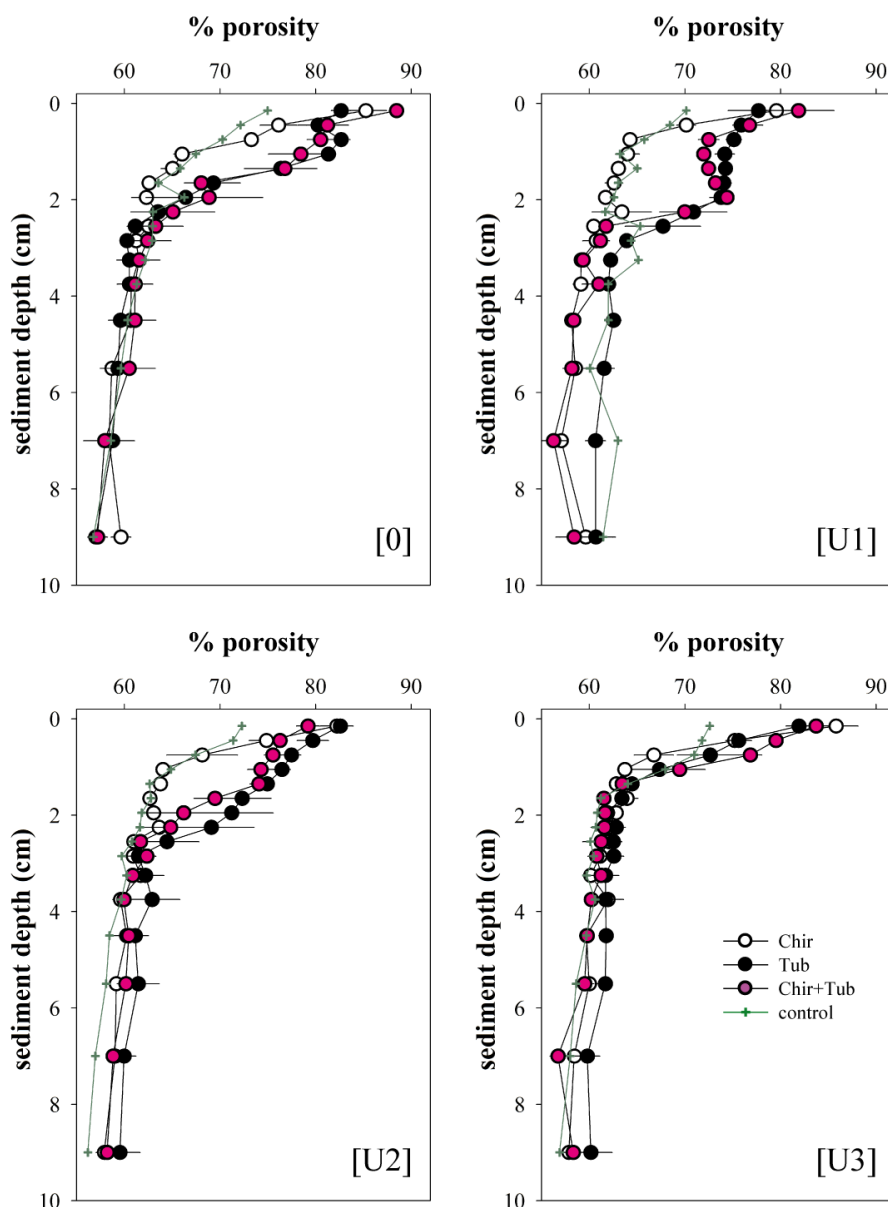 % porosity
60 70 80 90
0
2
4
6
8
10
sediment depth (cm)
[0]
% porosity
60 70 80 90
0
2
4
6
8
10
sediment depth (cm)
[U1]
% porosity
60 70 80 90
0
2
4
6
8
10
sediment depth (cm)
[U2]
% porosity
60 70 80 90
0
2
4
6
8
10
sediment depth (cm)
Chir
Tub
Chir+Tub
control
[U3]